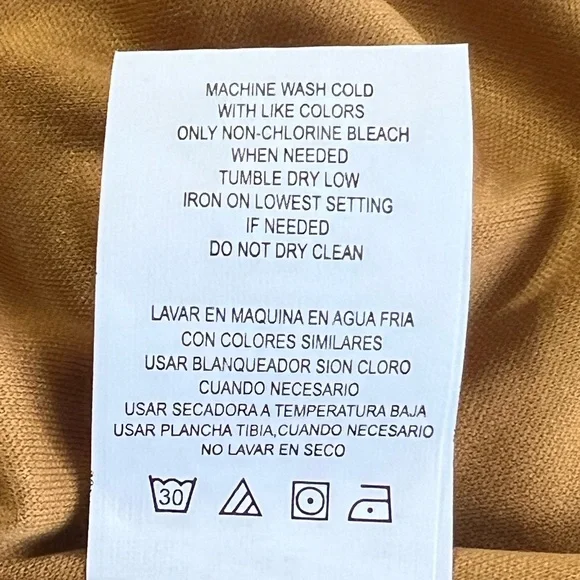 MACHINE WASH COLD
WITH LIKE COLORS
ONLY NON-CHLORINE BLEACH
WHEN NEEDED
TUMBLE DRY LOW
IRON ON LOWEST SETTING
IF NEEDED
DO NOT DRY CLEAN
LAVAR EN MAQUINA EN AGUA FRIA
CON COLORES SIMILARES
USAR BLANQUEADOR SION CLORO
CUANDO NECESARIO
USAR SECADORA A TEMPERATURA BAJA
USAR PLANCHA TIBIA,CUANDO NECESARIO
NO LAVAR EN SECO
30